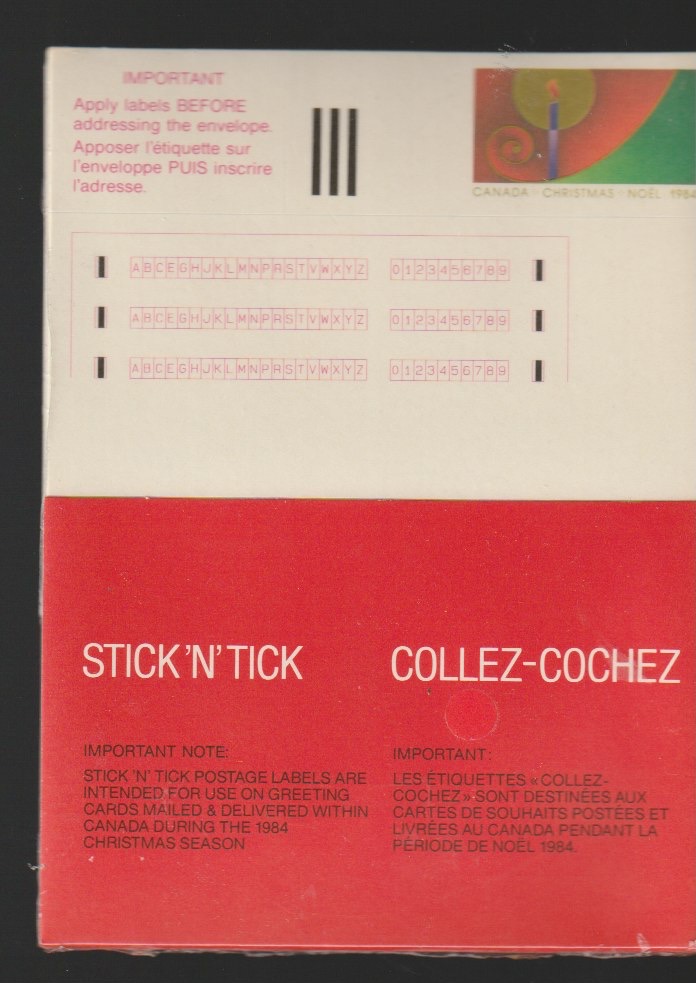 IMPORTANT
Apply labels BEFORE
addressing the envelope.
Apposer l'étiquette sur
l'enveloppe PUIS inscrire
l'adresse.
CANADA · CHRISTMAS · NOËL · 1984
ABCEGHJKLMNPRSTVWXYZ 0123456789
ABCEGHJKLMNPRSTVWXYZ 0123456789
ABCEGHJKLMNPRSTVWXYZ 0123456789
STICK 'N' TICK
IMPORTANT NOTE:
STICK 'N' TICK POSTAGE LABELS ARE
INTENDED FOR USE ON GREETING
CARDS MAILED & DELIVERED WITHIN
CANADA DURING THE 1984
CHRISTMAS SEASON
COLLEZ-COCHEZ
IMPORTANT:
LES ÉTIQUETTES «COLLEZ-
COCHEZ» SONT DESTINÉES AUX
CARTES DE SOUHAITS POSTÉES ET
LIVRÉES AU CANADA PENDANT LA
PÉRIODE DE NOËL 1984.